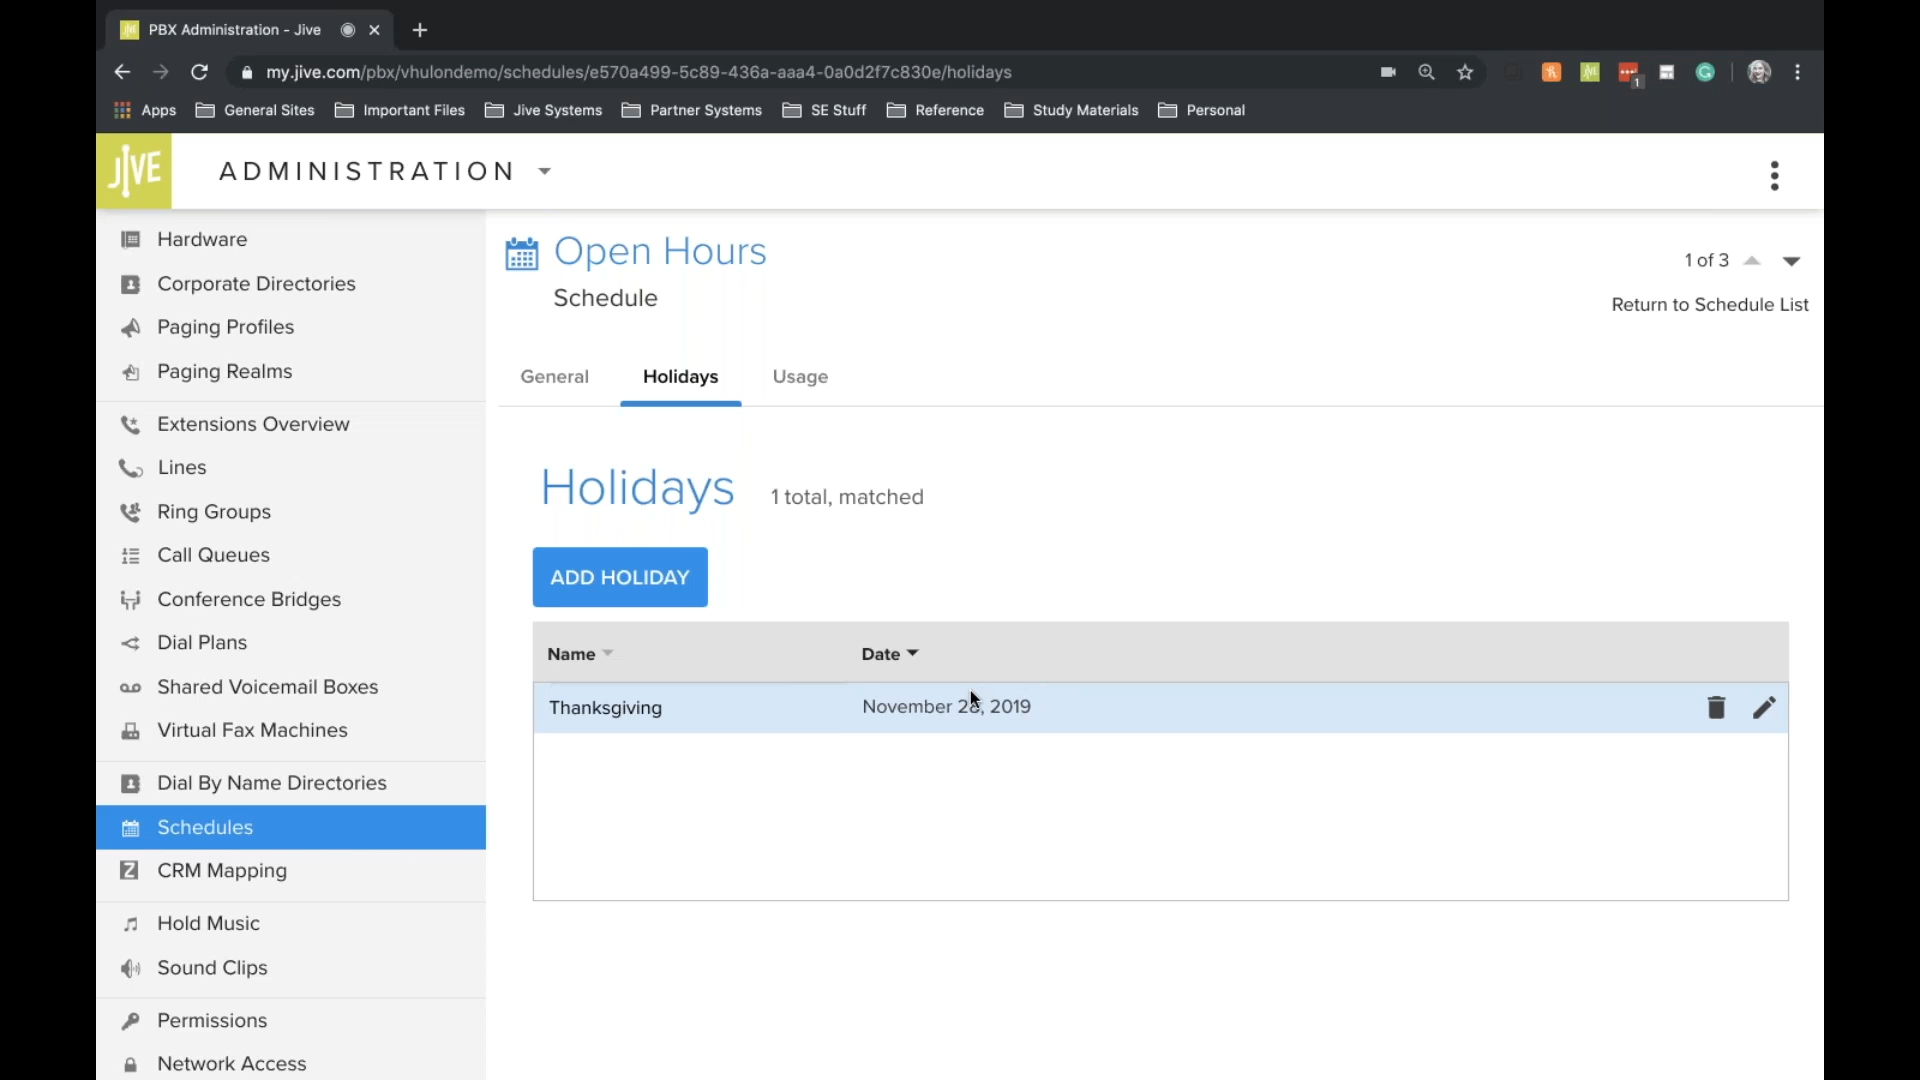 PBX Administration - Jive
my.jive.com/pbx/vhulondemo/schedules/e570a499-5c89-436a-aaa4-0a0d2f7c830e/holidays
1
Apps General Sites Important Files Jive Systems Partner Systems SE Stuff Reference Study Materials Personal
JIVE ADMINISTRATION
Hardware
Corporate Directories
Paging Profiles
Paging Realms
Extensions Overview
Lines
Ring Groups
Call Queues
Conference Bridges
Dial Plans
Shared Voicemail Boxes
Virtual Fax Machines
Dial By Name Directories
Schedules
CRM Mapping
Hold Music
Sound Clips
Permissions
Network Access
Open Hours
Schedule
1 of 3
Return to Schedule List
General Holidays Usage
Holidays 1 total, matched
ADD HOLIDAY
Name Date
Thanksgiving November 28, 2019